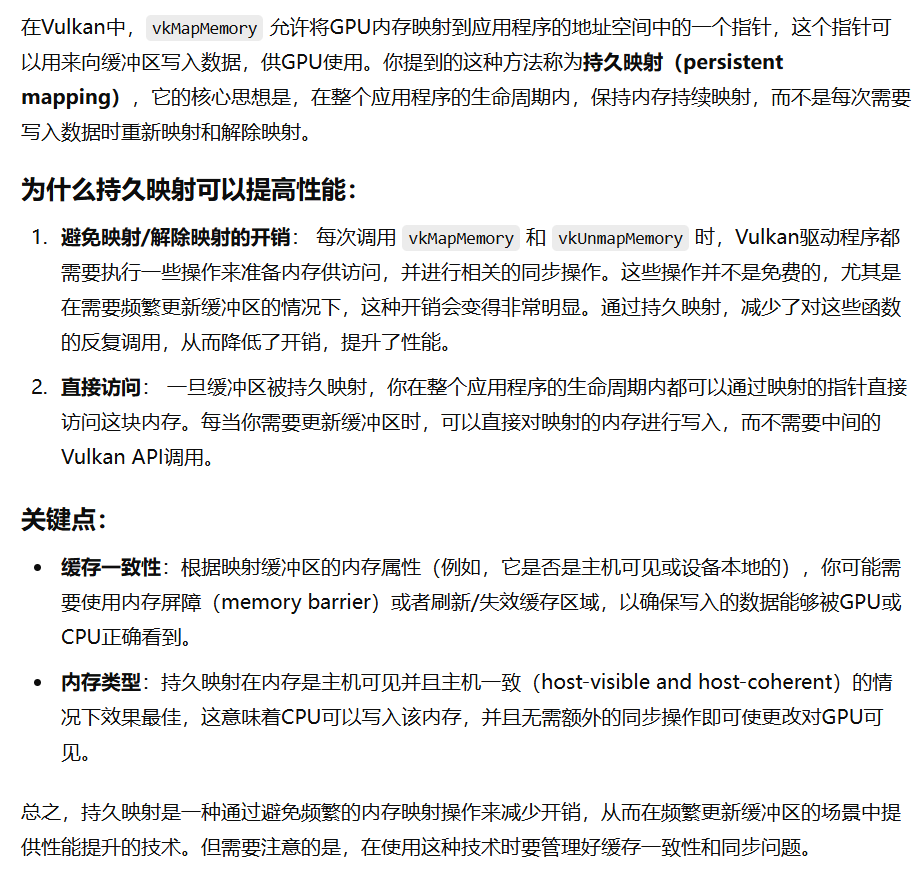 在Vulkan中，vkMapMemory 允许将GPU内存映射到应用程序的地址空间中的一个指针，这个指针可
以用来向缓冲区写入数据，供GPU使用。你提到的这种方法称为持久映射（persistent
mapping），它的核心思想是，在整个应用程序的生命周期内，保持内存持续映射，而不是每次需要
写入数据时重新映射和解除映射。
为什么持久映射可以提高性能：
1. 避免映射/解除映射的开销： 每次调用 vkMapMemory 和 vkUnmapMemory 时，Vulkan驱动程序都
需要执行一些操作来准备内存供访问，并进行相关的同步操作。这些操作并不是免费的，尤其是
在需要频繁更新缓冲区的情况下，这种开销会变得非常明显。通过持久映射，减少了对这些函数
的反复调用，从而降低了开销，提升了性能。
2. 直接访问： 一旦缓冲区被持久映射，你在整个应用程序的生命周期内都可以通过映射的指针直接
访问这块内存。每当你需要更新缓冲区时，可以直接对映射的内存进行写入，而不需要中间的
Vulkan API调用。
关键点：
• 缓存一致性：根据映射缓冲区的内存属性（例如，它是否是主机可见或设备本地的），你可能需
要使用内存屏障（memory barrier）或者刷新/失效缓存区域，以确保写入的数据能够被GPU或
CPU正确看到。
• 内存类型：持久映射在内存是主机可见并且主机一致（host-visible and host-coherent）的情
况下效果最佳，这意味着CPU可以写入该内存，并且无需额外的同步操作即可使更改对GPU可
见。
总之，持久映射是一种通过避免频繁的内存映射操作来减少开销，从而在频繁更新缓冲区的场景中提
供性能提升的技术。但需要注意的是，在使用这种技术时要管理好缓存一致性和同步问题。